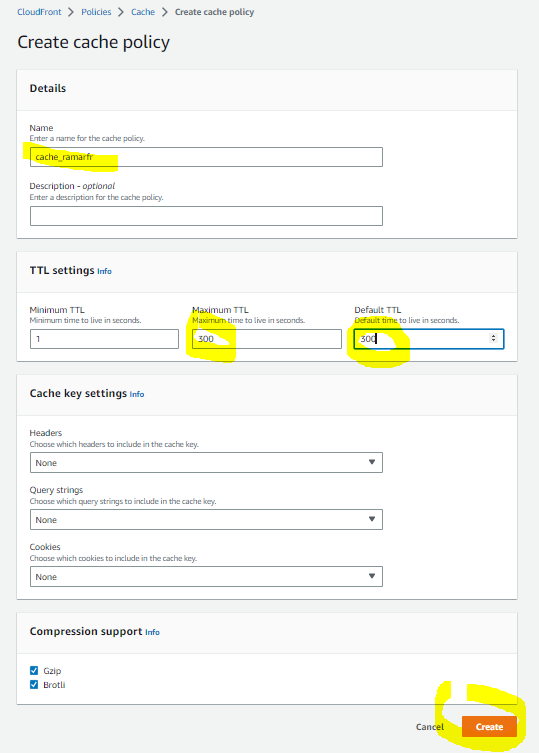 CloudFront > Policies > Cache > Create cache policy
Create cache policy
Details
Name
Enter a name for the cache policy.
cache_ramarfr
Description - optional
Enter a description for the cache policy.
TTL settings Info
Minimum TTL Maximum TTL Default TTL
Minimum time to live in seconds. Maximum time to live in seconds. Default time to live in seconds.
1 300 300
Cache key settings Info
Headers
Choose which headers to include in the cache key.
None
Query strings
Choose which query strings to include in the cache key.
None
Cookies
Choose which cookies to include in the cache key.
None
Compression support Info
Gzip
Brotli
Cancel Create